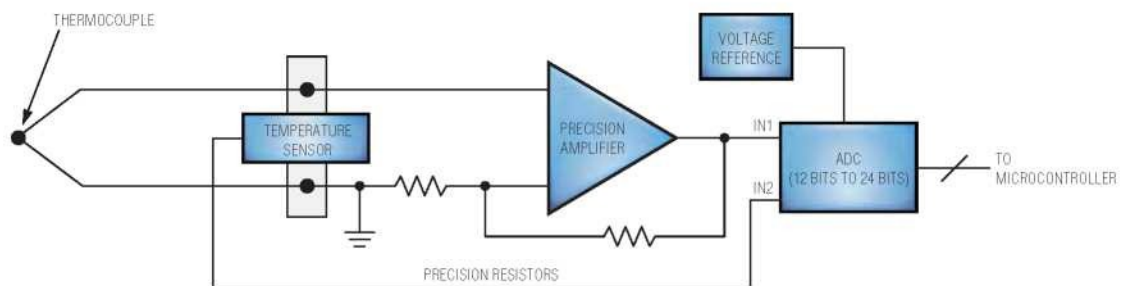 THERMOCOUPLE
VOLTAGE
REFERENCE
TEMPERATURE
SENSOR
PRECISION
AMPLIFIER
IN1
ADC
(12 BITS TO 24 BITS)
TO
MICROCONTROLLER
IN2
PRECISION RESISTORS